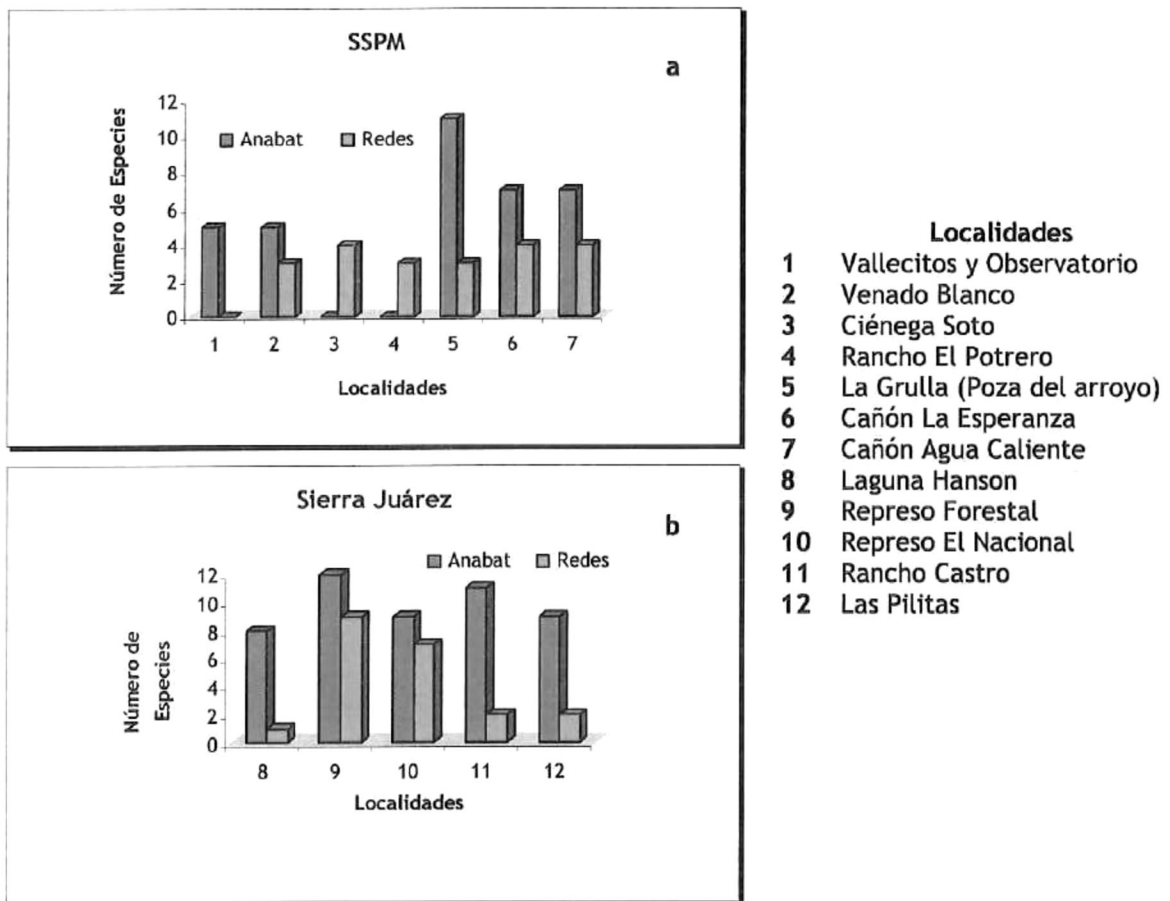 SSPM
a
Número de Especies
12
10
8
6
4
2
0
Anabat Redes
1 2 3 4 5 6 7
Localidades
Sierra Juárez
b
Número de
Especies
12
10
8
6
4
2
0
Anabat Redes
8 9 10 11 12
Localidades
Localidades
1 Vallecitos y Observatorio
2 Venado Blanco
3 Ciénega Soto
4 Rancho El Potrero
5 La Grulla (Poza del arroyo)
6 Cañón La Esperanza
7 Cañón Agua Caliente
8 Laguna Hanson
9 Represo Forestal
10 Represo El Nacional
11 Rancho Castro
12 Las Pilitas